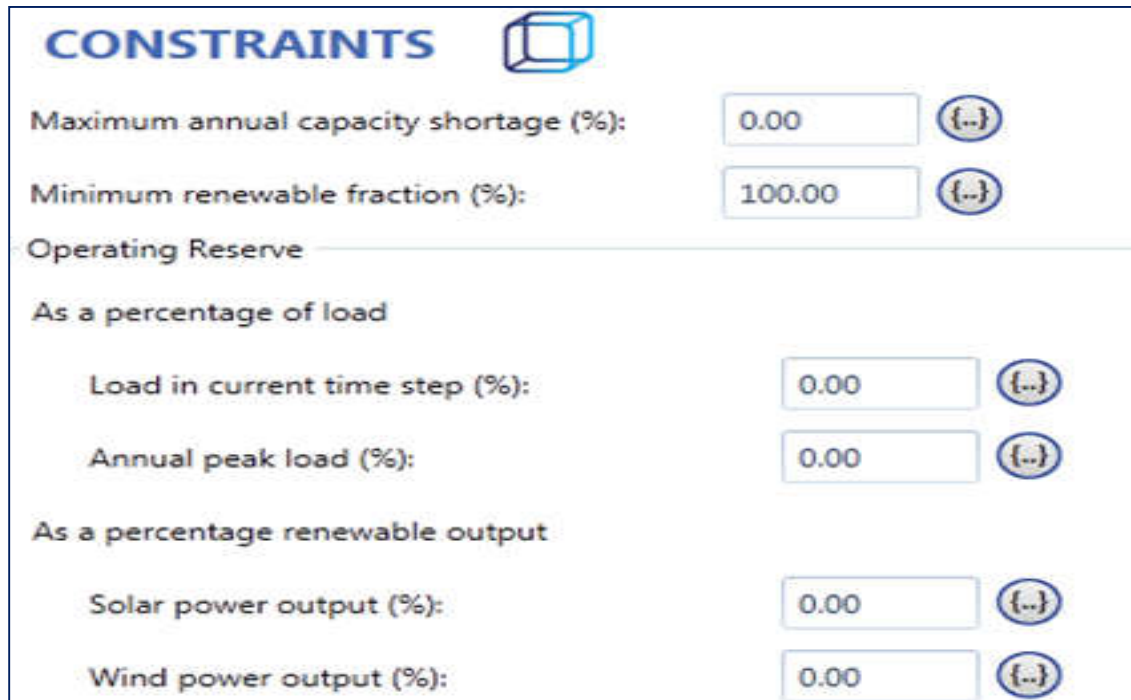 CONSTRAINTS
Maximum annual capacity shortage (%): 0.00 {..}
Minimum renewable fraction (%): 100.00 {..}
Operating Reserve
As a percentage of load
Load in current time step (%): 0.00 {..}
Annual peak load (%): 0.00 {..}
As a percentage renewable output
Solar power output (%): 0.00 {..}
Wind power output (%): 0.00 {..}